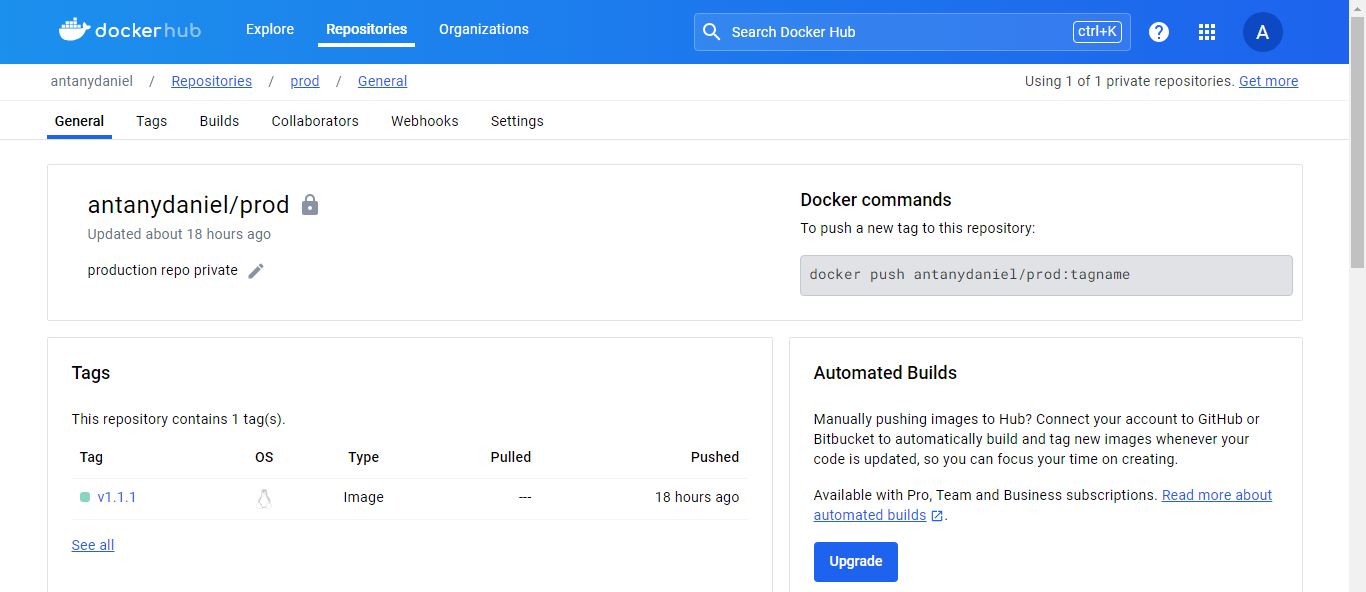 dockerhub
Explore
Repositories
Organizations
Search Docker Hub
ctrl+K
?
A
antanydaniel / Repositories / prod / General
Using 1 of 1 private repositories. Get more
General
Tags
Builds
Collaborators
Webhooks
Settings
antanydaniel/prod
Updated about 18 hours ago
production repo private
Docker commands
To push a new tag to this repository:
docker push antanydaniel/prod:tagname
Tags
This repository contains 1 tag(s).
Tag OS Type Pulled Pushed
v1.1.1 Image --- 18 hours ago
See all
Automated Builds
Manually pushing images to Hub? Connect your account to GitHub or
Bitbucket to automatically build and tag new images whenever your
code is updated, so you can focus your time on creating.
Available with Pro, Team and Business subscriptions. Read more about
automated builds .
Upgrade